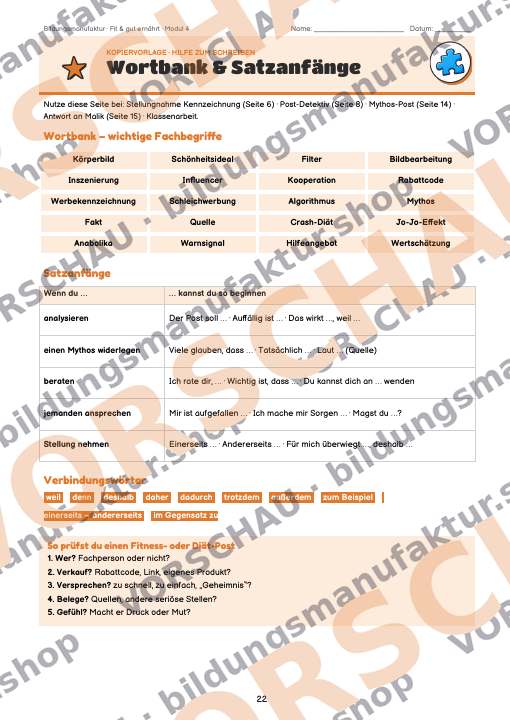 Bildungsmanufaktur · Fit & gut ernährt · Modul 4 Name: Datum:
KOPIERVORLAGE · HILFE ZUM SCHREIBEN
Wortbank & Satzanfänge
Nutze diese Seite bei: Stellungnahme Kennzeichnung (Seite 6) · Post-Detektiv (Seite 8) · Mythos-Post (Seite 14) ·
Antwort an Malik (Seite 15) · Klassenarbeit.
Wortbank – wichtige Fachbegriffe
Körperbild Schönheitsideal Filter Bildbearbeitung
Inszenierung Influencer Kooperation Rabattcode
Werbekennzeichnung Schleichwerbung Algorithmus Mythos
Fakt Quelle Crash-Diät Jo-Jo-Effekt
Anabolika Warnsignal Hilfeangebot Wertschätzung
Satzanfänge
Wenn du … … kannst du so beginnen
analysieren Der Post soll … · Auffällig ist … · Das wirkt …, weil …
einen Mythos widerlegen Viele glauben, dass … · Tatsächlich … · Laut … (Quelle)
beraten Ich rate dir, … · Wichtig ist, dass … · Du kannst dich an … wenden
jemanden ansprechen Mir ist aufgefallen … · Ich mache mir Sorgen … · Magst du …?
Stellung nehmen Einerseits … · Andererseits … · Für mich überwiegt …, deshalb …
Verbindungswörter
weil denn deshalb daher dadurch trotzdem außerdem zum Beispiel
einerseits – andererseits im Gegensatz zu
So prüfst du einen Fitness- oder Diät-Post
1. Wer? Fachperson oder nicht?
2. Verkauf? Rabattcode, Link, eigenes Produkt?
3. Versprechen? zu schnell, zu einfach, „Geheimnis“?
4. Belege? Quellen, andere seriöse Stellen?
5. Gefühl? Macht er Druck oder Mut?
22
VORSCHAU · bildungsmanufaktur.shop
VORSCHAU